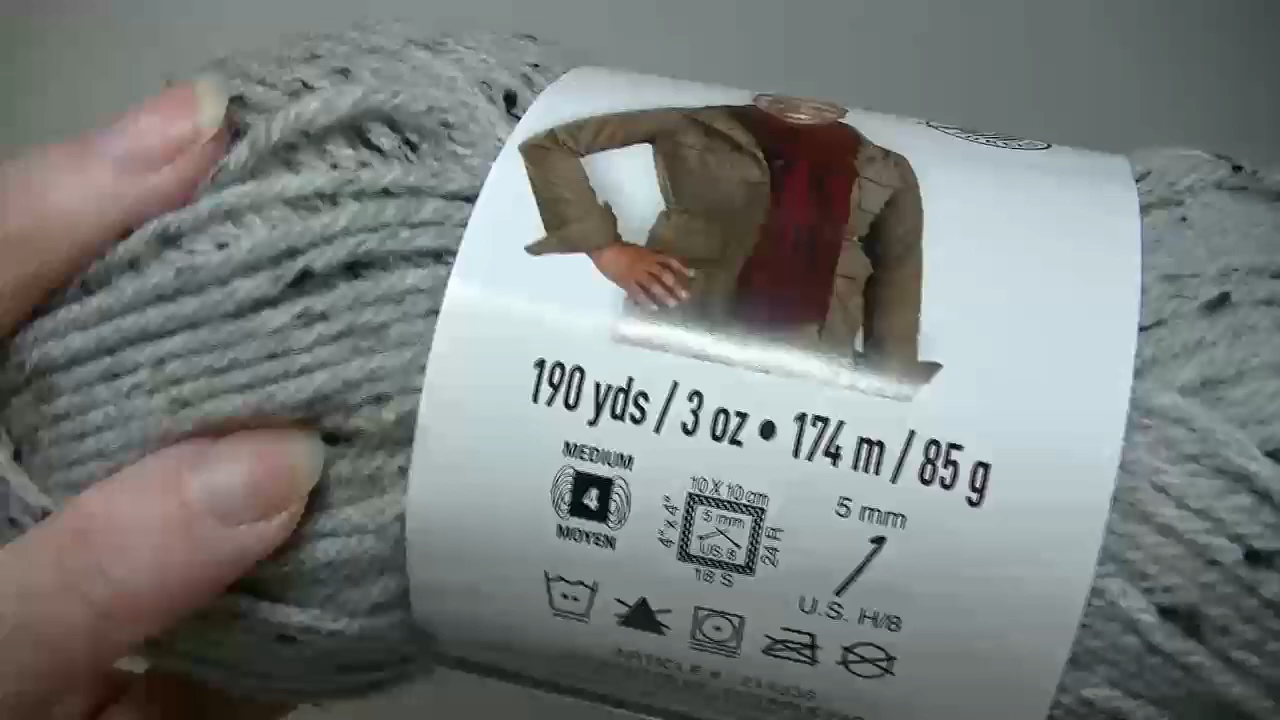 190 yds / 3 oz • 174 m / 85 g
MEDIUM
4
MOYEN
10 X 10 cm
4" x 4"
5 mm
US 8
24 R
18 S
5 mm
U.S. H/8
ARTICLE #